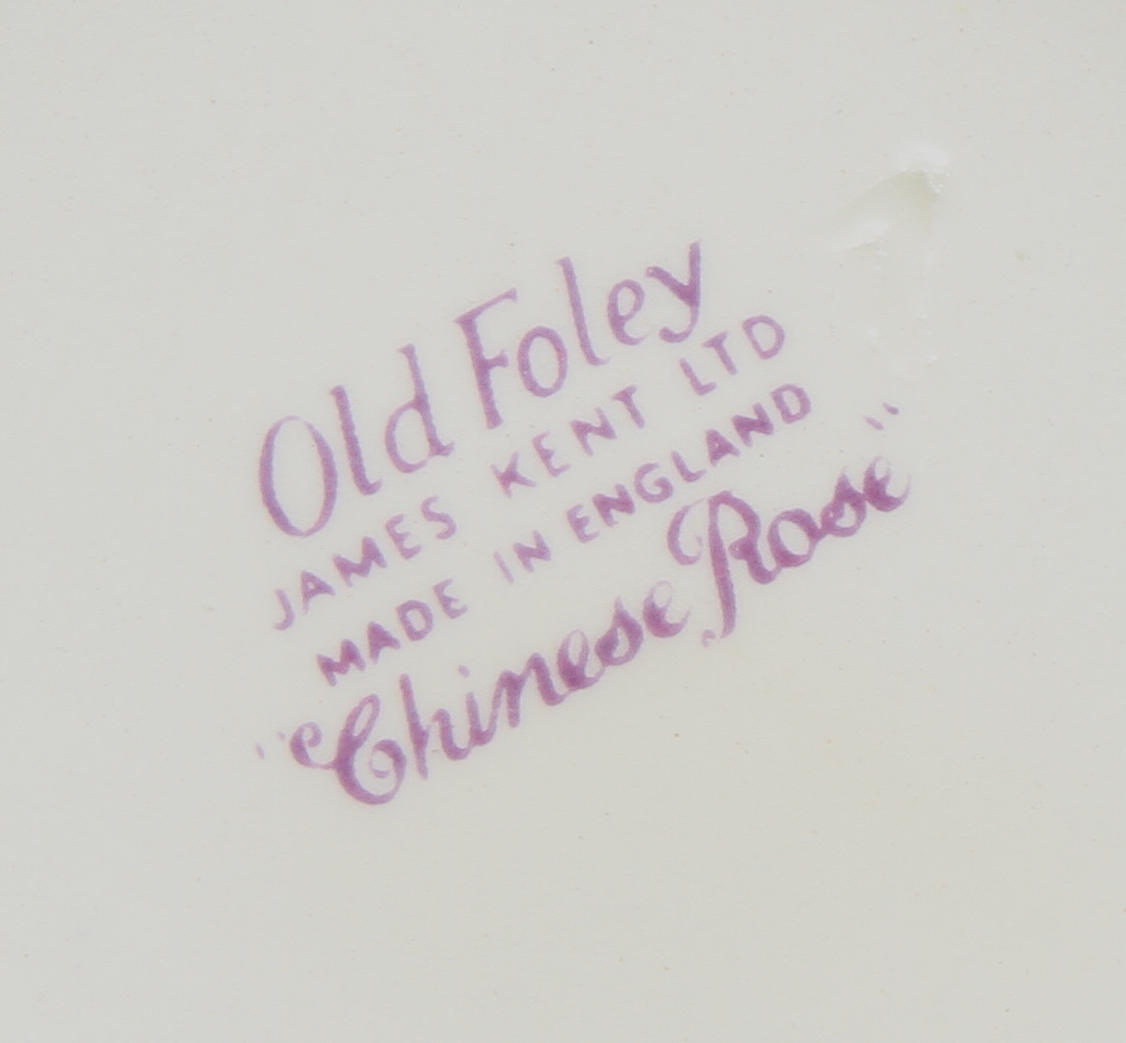 Old Foley
JAMES KENT LTD
MADE IN ENGLAND
"Chinese Rose"